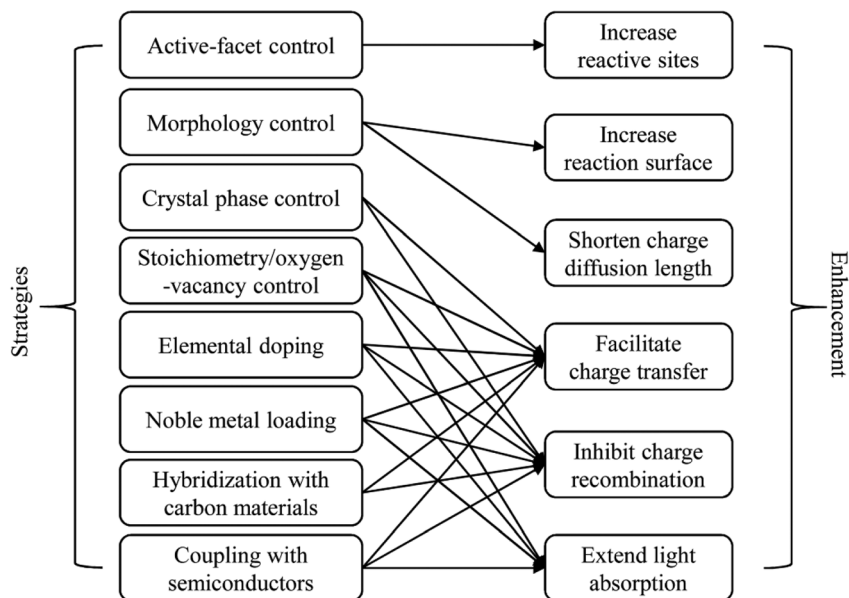 Strategies
Active-facet control
Morphology control
Crystal phase control
Stoichiometry/oxygen
-vacancy control
Elemental doping
Noble metal loading
Hybridization with
carbon materials
Coupling with
semiconductors
Increase
reactive sites
Increase
reaction surface
Shorten charge
diffusion length
Facilitate
charge transfer
Inhibit charge
recombination
Extend light
absorption
Enhancement